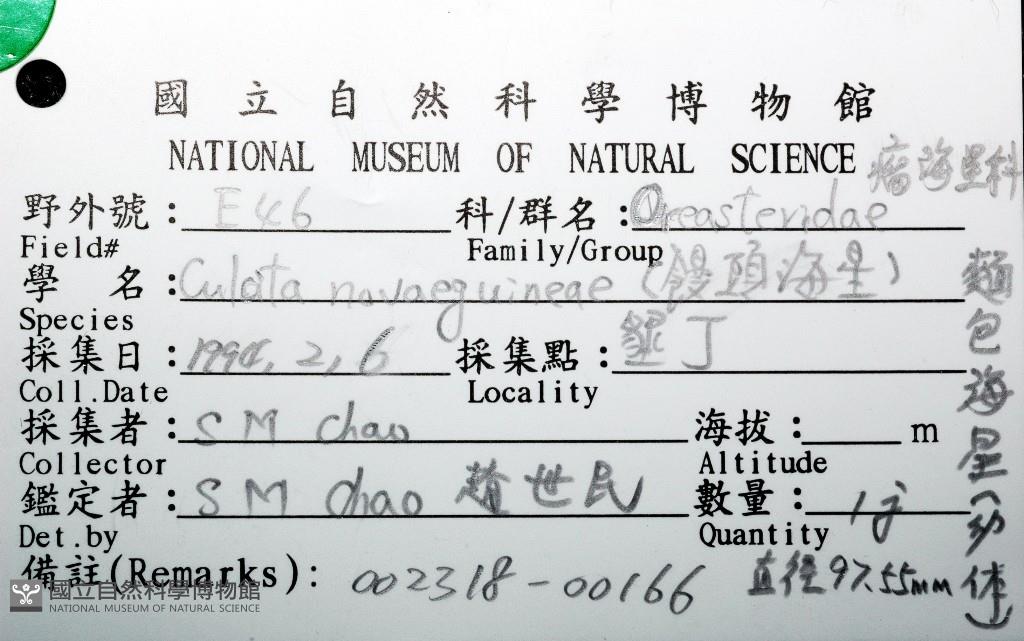 國立自然科學博物館
NATIONAL MUSEUM OF NATURAL SCIENCE
瘤海星科
野外號: E46 科/群名: Oreasteridae
Field# Family/Group
學 名: Culcita novaeguineae (饅頭海星)
Species
麵包海星(幼体)
採集日: 1994, 2, 6 採集點: 墾丁
Coll.Date Locality
採集者: S M Chao 海拔: m
Collector Altitude
鑑定者: S M Chao 趙世民 數量: 1
Det.by Quantity
備註(Remarks): 002318-00166 直徑97.55mm
國立自然科學博物館
NATIONAL MUSEUM OF NATURAL SCIENCE